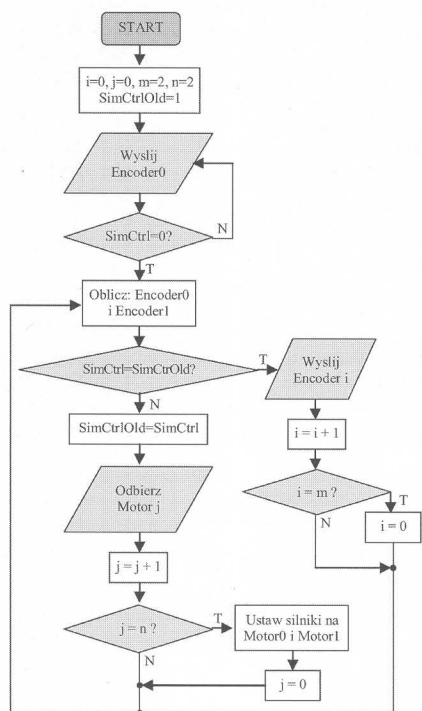 START
i=0, j=0, m=2, n=2
SimCtrlOld=1
Wyslij
Encoder0
N
SimCtrl=0?
T
Oblicz: Encoder0
i Encoder1
SimCtrl=SimCtrOld?
T
Wyslij
Encoder i
N
SimCtrlOld=SimCtrl
i = i + 1
Odbierz
Motor j
i = m ?
T
N
i = 0
j = j + 1
j = n ?
T
Ustaw silniki na
Motor0 i Motor1
N
j = 0